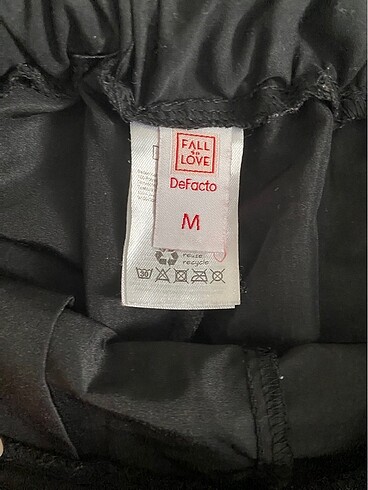 FALL
in
LOVE
DeFacto
M
reuse
recycle
30